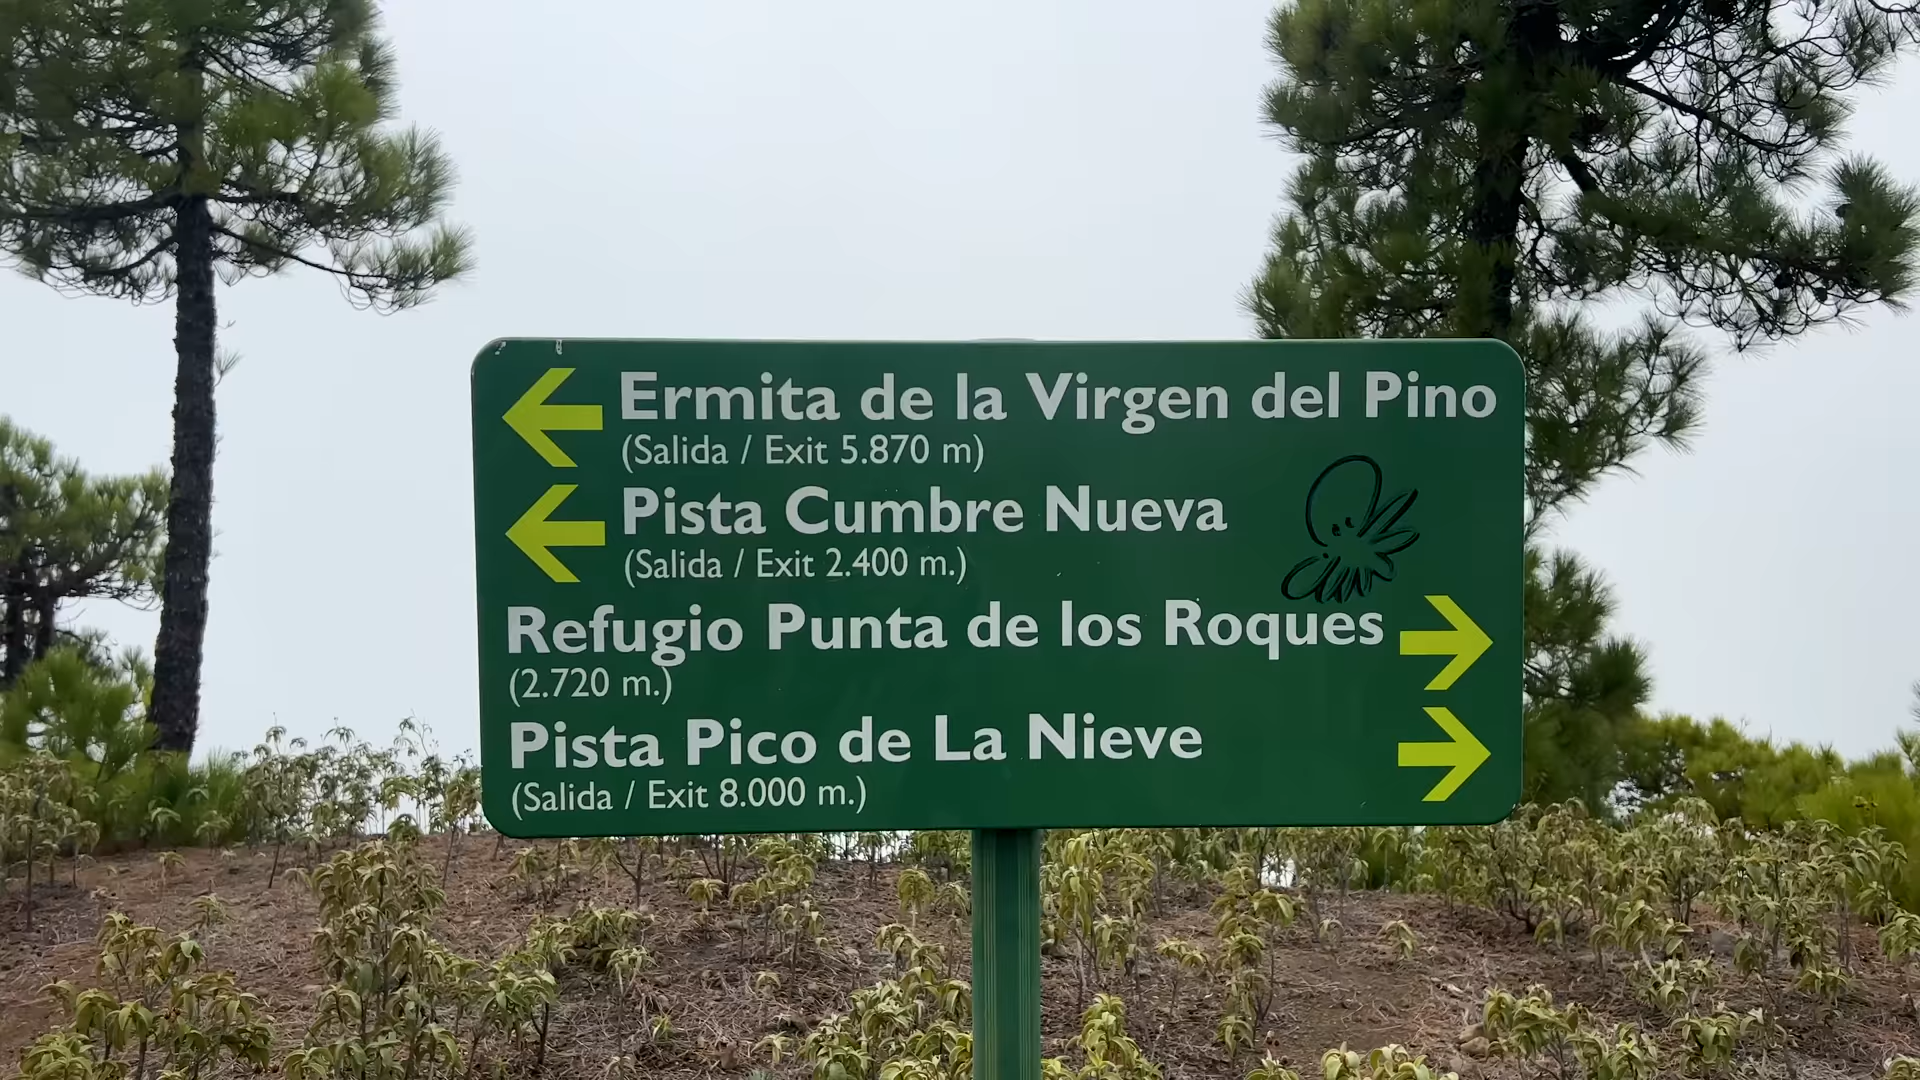 Ermita de la Virgen del Pino
(Salida / Exit 5.870 m)
Pista Cumbre Nueva
(Salida / Exit 2.400 m.)
Refugio Punta de los Roques
(2.720 m.)
Pista Pico de La Nieve
(Salida / Exit 8.000 m.)